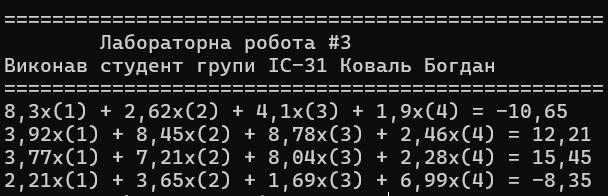 ==================================================
Лабораторна робота #3
Виконав студент групи ІС-31 Коваль Богдан
==================================================
8,3x(1) + 2,62x(2) + 4,1x(3) + 1,9x(4) = -10,65
3,92x(1) + 8,45x(2) + 8,78x(3) + 2,46x(4) = 12,21
3,77x(1) + 7,21x(2) + 8,04x(3) + 2,28x(4) = 15,45
2,21x(1) + 3,65x(2) + 1,69x(3) + 6,99x(4) = -8,35